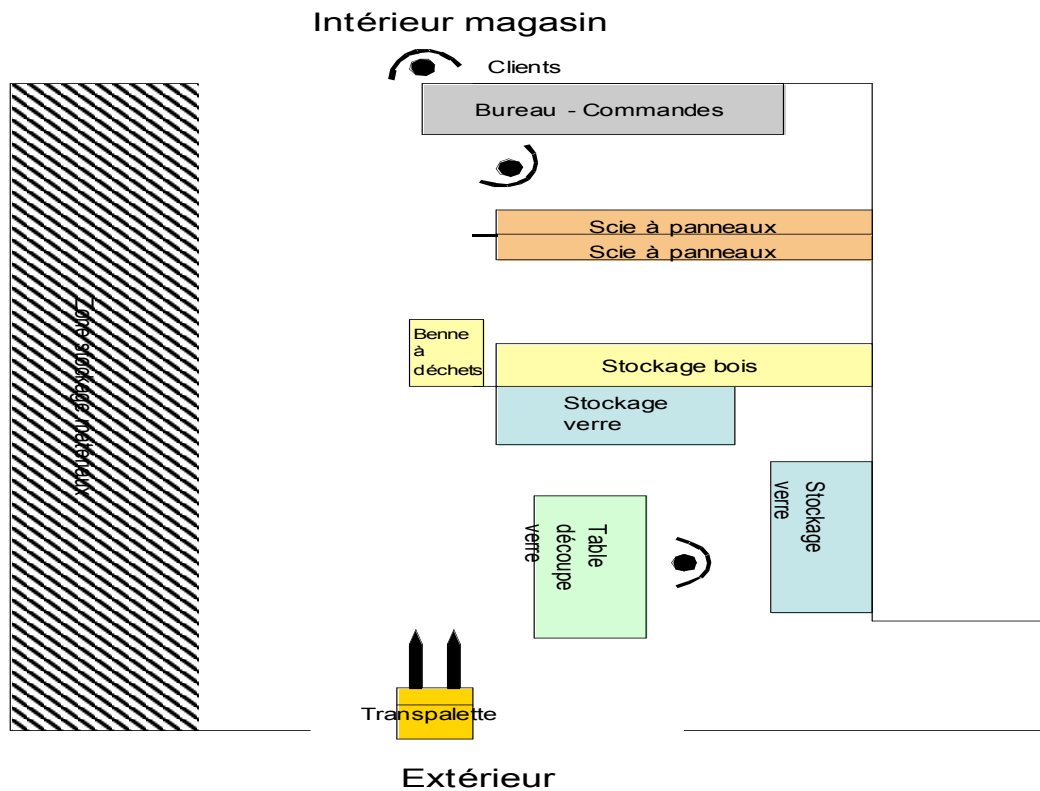 Intérieur magasin
Clients
Bureau - Commandes
Scie à panneaux
Scie à panneaux
Benne
à
déchets
Stockage bois
Stockage
verre
Zone stockage matériaux
Stockage
verre
Table
découpe
verre
Transpalette
Extérieur